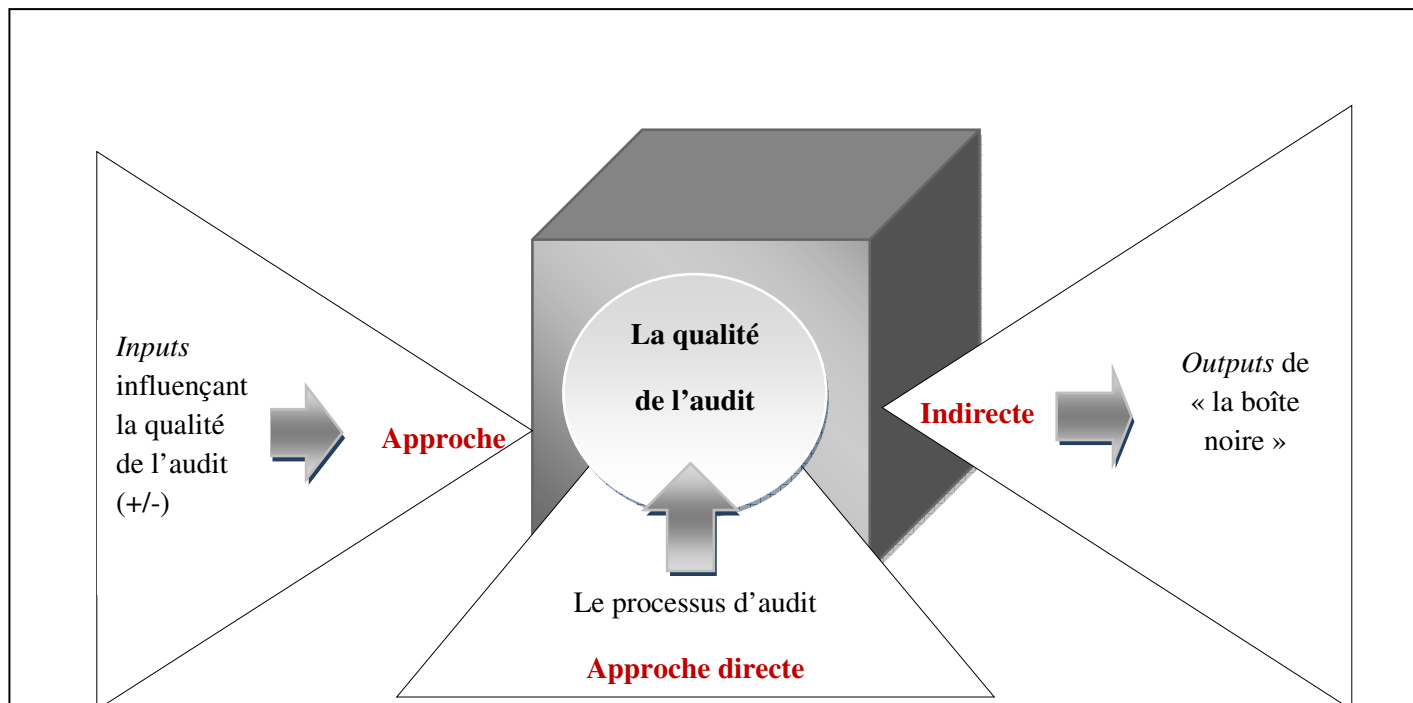 Inputs
influençant
la qualité
de l’audit
(+/-)
Approche
La qualité
de l’audit
Indirecte
Outputs de
« la boîte
noire »
Le processus d’audit
Approche directe